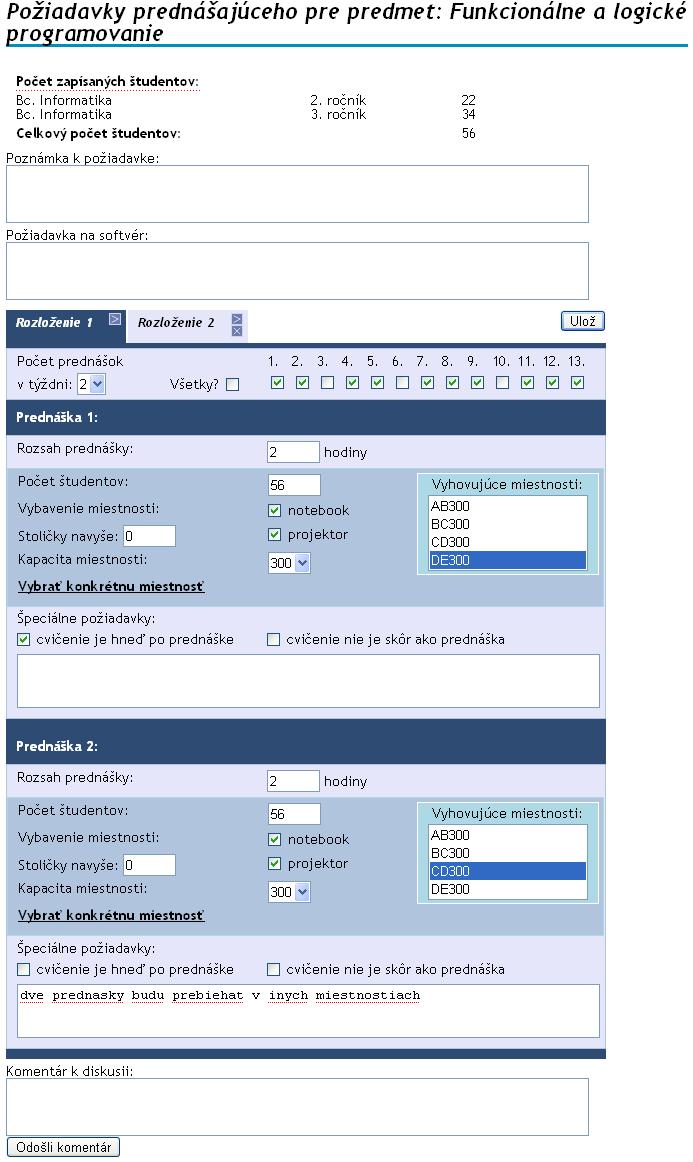 Požiadavky prednášajúceho pre predmet: Funkcionálne a logické
programovanie
Počet zapísaných študentov:
Bc. Informatika 2. ročník 22
Bc. Informatika 3. ročník 34
Celkový počet študentov: 56
Poznámka k požiadavke:
Požiadavka na softvér:
Rozloženie 1 > Rozloženie 2 > x Ulož
Počet prednášok 1. 2. 3. 4. 5. 6. 7. 8. 9. 10. 11. 12. 13.
v týždni: 2 Všetky?
Prednáška 1:
Rozsah prednášky: 2 hodiny
Počet študentov: 56 Vyhovujúce miestnosti:
Vybavenie miestnosti: notebook AB300
Stoličky navyše: 0 projektor BC300
CD300
Kapacita miestnosti: 300 DE300
Vybrať konkrétnu miestnosť
Špeciálne požiadavky:
cvičenie je hneď po prednáške cvičenie nie je skôr ako prednáška
Prednáška 2:
Rozsah prednášky: 2 hodiny
Počet študentov: 56 Vyhovujúce miestnosti:
Vybavenie miestnosti: notebook AB300
Stoličky navyše: 0 projektor BC300
CD300
Kapacita miestnosti: 300 DE300
Vybrať konkrétnu miestnosť
Špeciálne požiadavky:
cvičenie je hneď po prednáške cvičenie nie je skôr ako prednáška
dve prednasky budu prebiehat v inych miestnostiach
Komentár k diskusii:
Odošli komentár